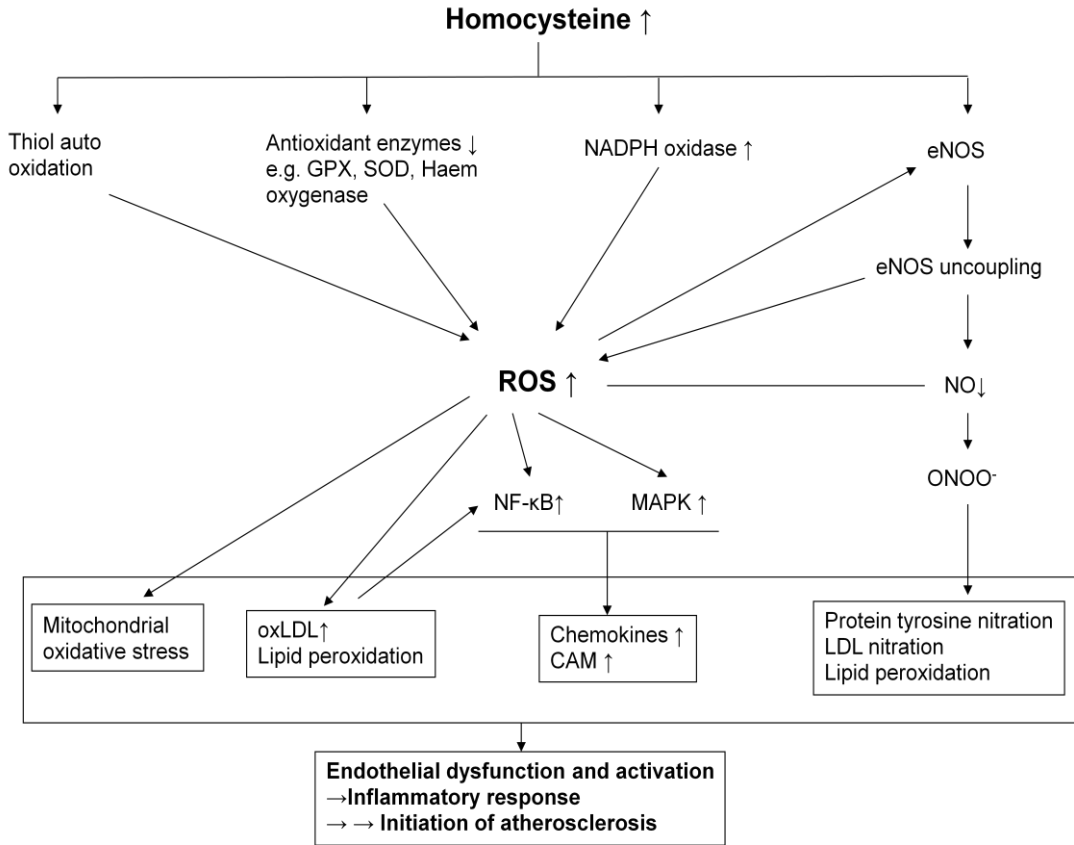 Homocysteine ↑
Thiol auto
oxidation
Antioxidant enzymes ↓
e.g. GPX, SOD, Haem
oxygenase
NADPH oxidase ↑
eNOS
eNOS uncoupling
ROS ↑
NO↓
NF-κB↑
MAPK ↑
ONOO⁻
Mitochondrial
oxidative stress
oxLDL↑
Lipid peroxidation
Chemokines ↑
CAM ↑
Protein tyrosine nitration
LDL nitration
Lipid peroxidation
Endothelial dysfunction and activation
→Inflammatory response
→ → Initiation of atherosclerosis